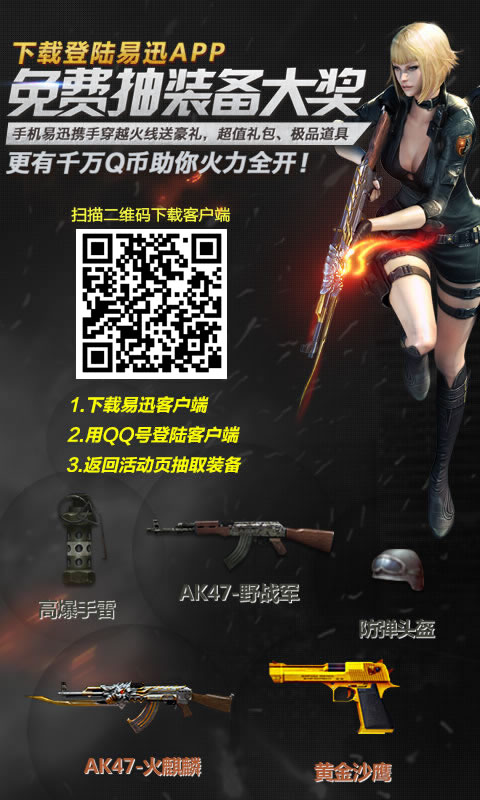 下载登陆易迅APP
免费抽装备大奖
手机易迅携手穿越火线送豪礼，超值礼包、极品道具
更有千万Q币助你火力全开！
扫描二维码下载客户端
1.下载易迅客户端
2.用QQ号登陆客户端
3.返回活动页抽取装备
高爆手雷
AK47-野战军
防弹头盔
AK47-火麒麟
黄金沙鹰